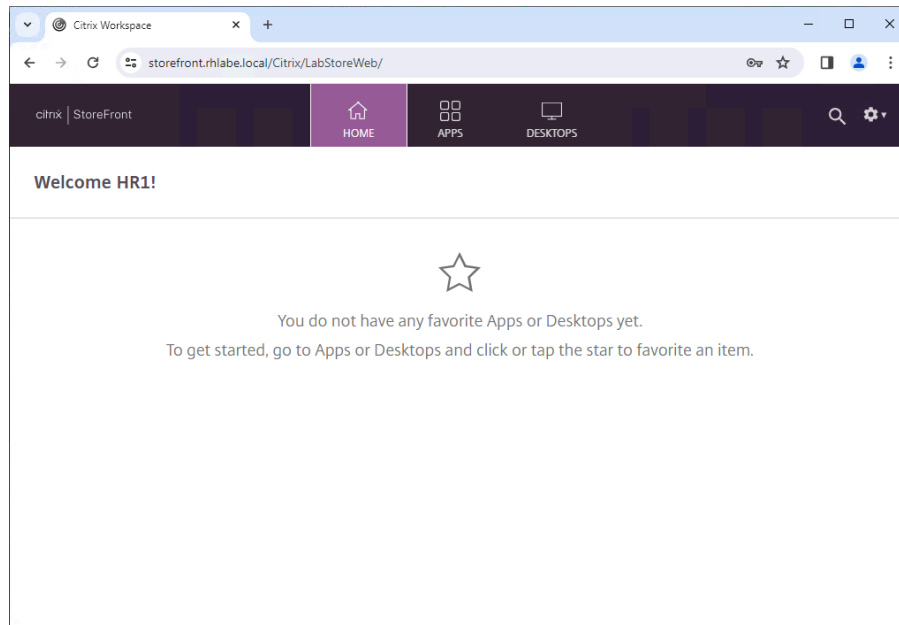 Citrix Workspace
storefront.rhlabe.local/Citrix/LabStoreWeb/
citrix | StoreFront
HOME
APPS
DESKTOPS
Welcome HR1!
You do not have any favorite Apps or Desktops yet.
To get started, go to Apps or Desktops and click or tap the star to favorite an item.